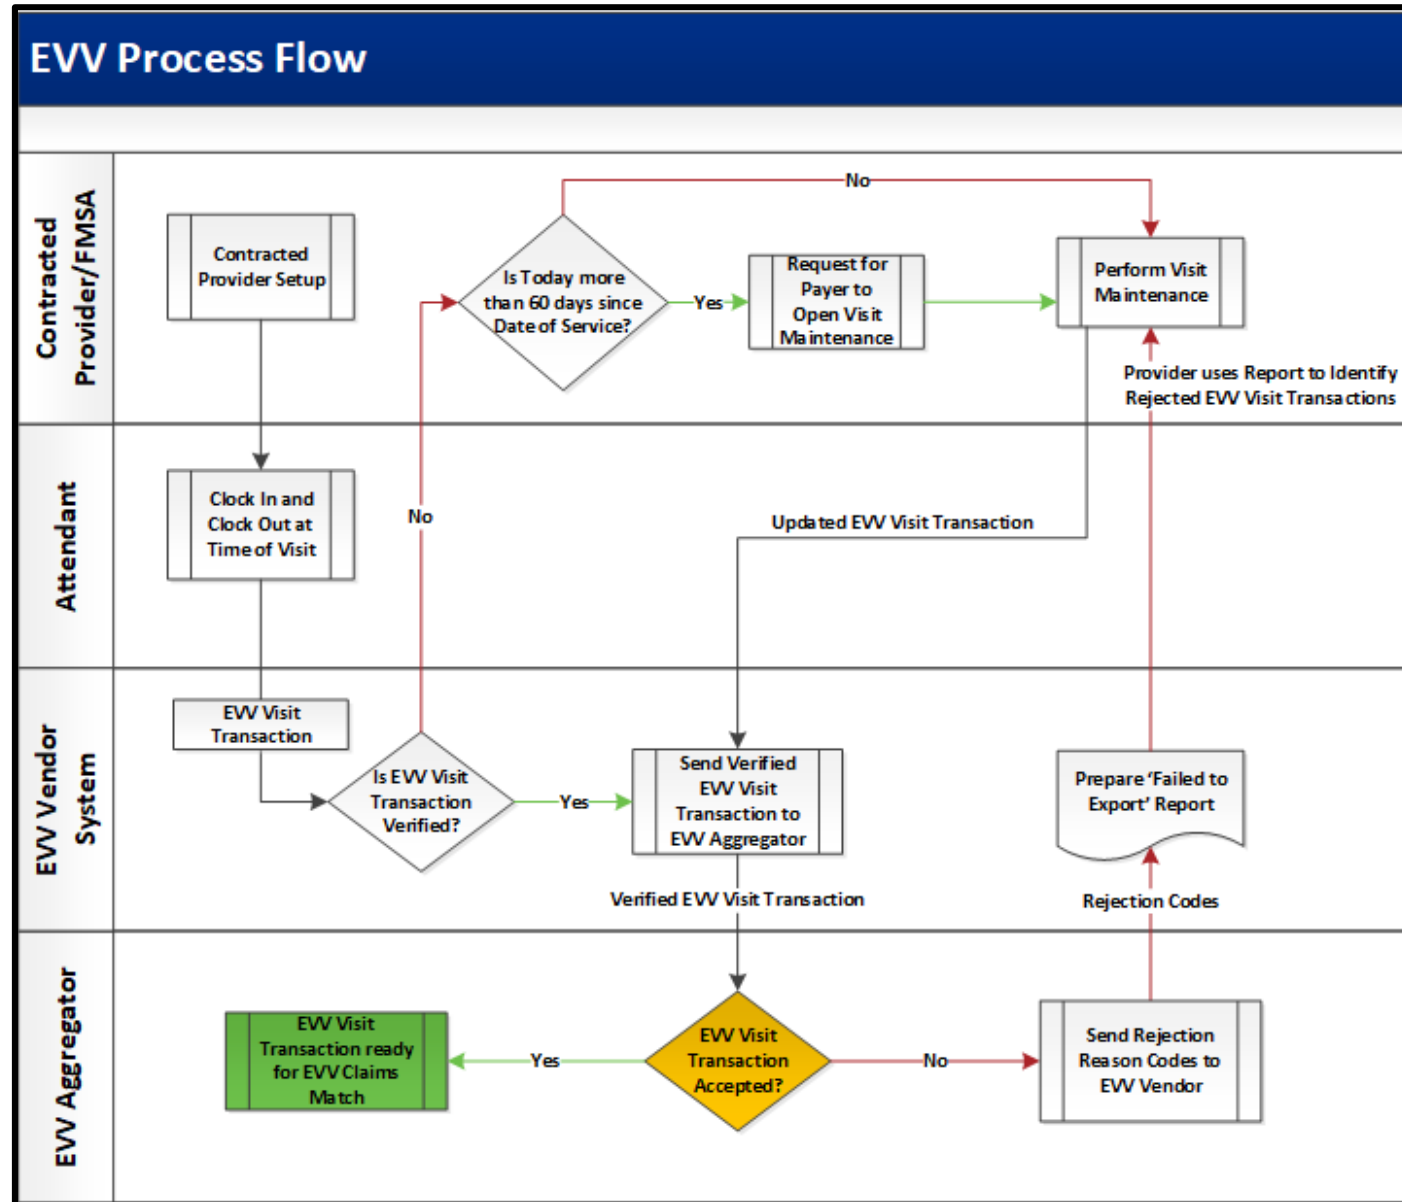 EVV Process Flow
Contracted
Provider/FMSA
Contracted
Provider Setup
Is Today more
than 60 days since
Date of Service?
No
Yes
Request for
Payer to
Open Visit
Maintenance
Perform Visit
Maintenance
Provider uses Report to Identify
Rejected EVV Visit Transactions
Attendant
Clock In and
Clock Out at
Time of Visit
No
Updated EVV Visit Transaction
EVV Vendor
System
EVV Visit
Transaction
Is EVV Visit
Transaction
Verified?
Yes
Send Verified
EVV Visit
Transaction to
EVV Aggregator
Prepare ‘Failed to
Export’ Report
Verified EVV Visit Transaction
Rejection Codes
EVV Aggregator
EVV Visit
Transaction ready
for EVV Claims
Match
Yes
EVV Visit
Transaction
Accepted?
No
Send Rejection
Reason Codes to
EVV Vendor